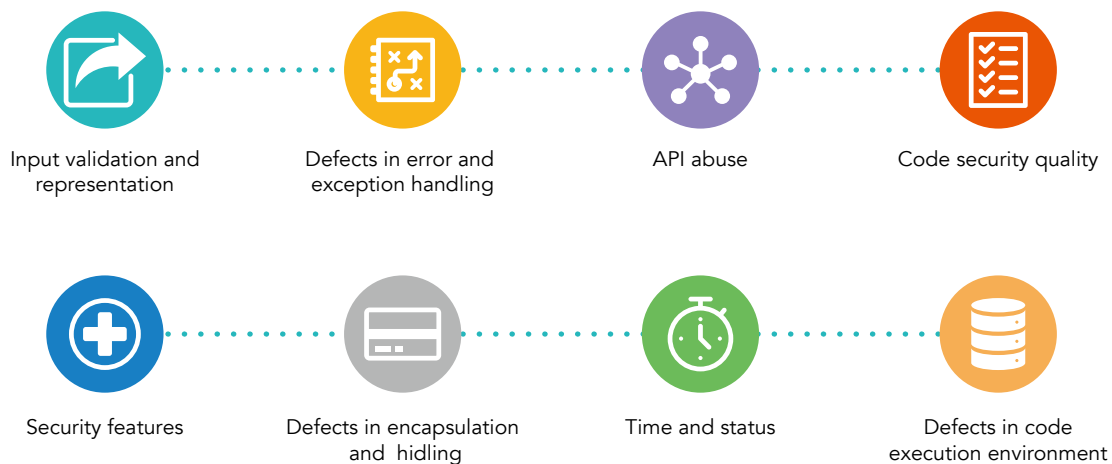 Input validation and
representation
Defects in error and
exception handling
API abuse
Code security quality
Security features
Defects in encapsulation
and  hidling
Time and status
Defects in code
execution environment